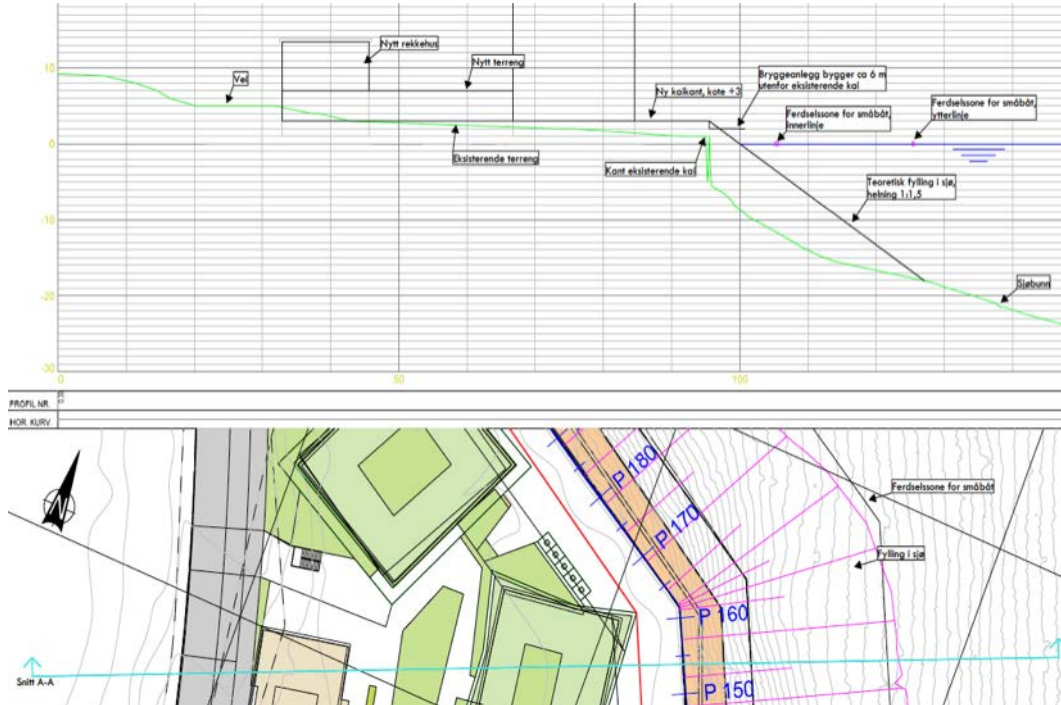 Nytt rekkehus
Nytt terreng
Vei
Ny kaikant, kote +3
Bryggeanlegg bygger ca 6 m
utenfor eksisterende kai
Ferdselssone for småbåt,
innerlinje
Ferdselssone for småbåt,
ytterlinje
10
0
Eksisterende terreng
Kant eksisterende kai
Teoretisk fylling i sjø,
helning 1:1,5
-10
-20
Sjøbunn
-30
0
50
100
PROFIL NR.
HOR. KURV.
P 180
Ferdselssone for småbåt
N
P 170
Fylling i sjø
P 160
Snitt A-A
P 150